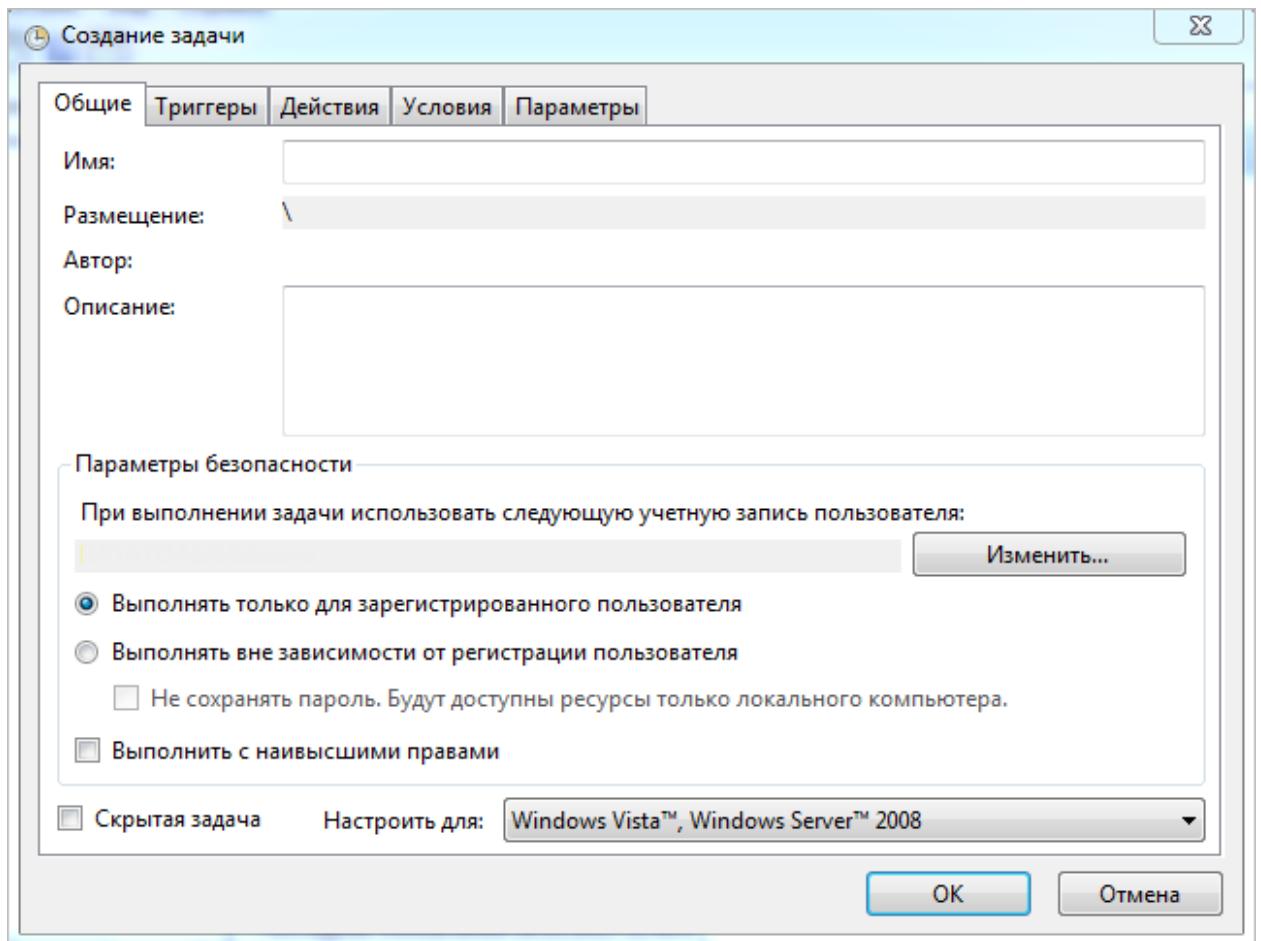 Создание задачи
Общие Триггеры Действия Условия Параметры
Имя:
Размещение: \
Автор:
Описание:
Параметры безопасности
При выполнении задачи использовать следующую учетную запись пользователя:
Изменить...
Выполнять только для зарегистрированного пользователя
Выполнять вне зависимости от регистрации пользователя
Не сохранять пароль. Будут доступны ресурсы только локального компьютера.
Выполнить с наивысшими правами
Скрытая задача Настроить для: Windows Vista™, Windows Server™ 2008
OK Отмена